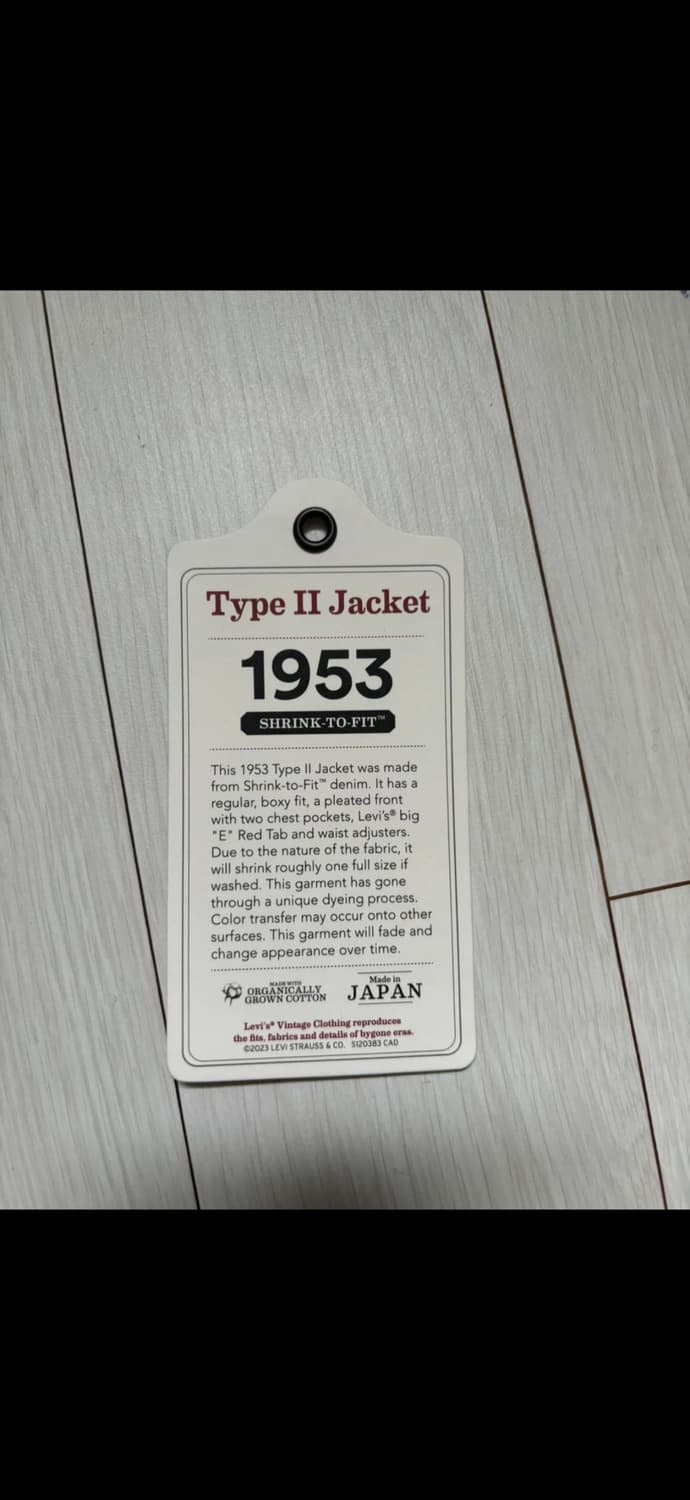 Type II Jacket
1953
SHRINK-TO-FIT™
This 1953 Type II Jacket was made
from Shrink-to-Fit™ denim. It has a
regular, boxy fit, a pleated front
with two chest pockets, Levi's® big
"E" Red Tab and waist adjusters.
Due to the nature of the fabric, it
will shrink roughly one full size if
washed. This garment has gone
through a unique dyeing process.
Color transfer may occur onto other
surfaces. This garment will fade and
change appearance over time.
MADE WITH
ORGANICALLY
GROWN COTTON
Made in
JAPAN
Levi's® Vintage Clothing reproduces
the fits, fabrics and details of bygone eras.
©2023 LEVI STRAUSS & CO. 5120383 CAD